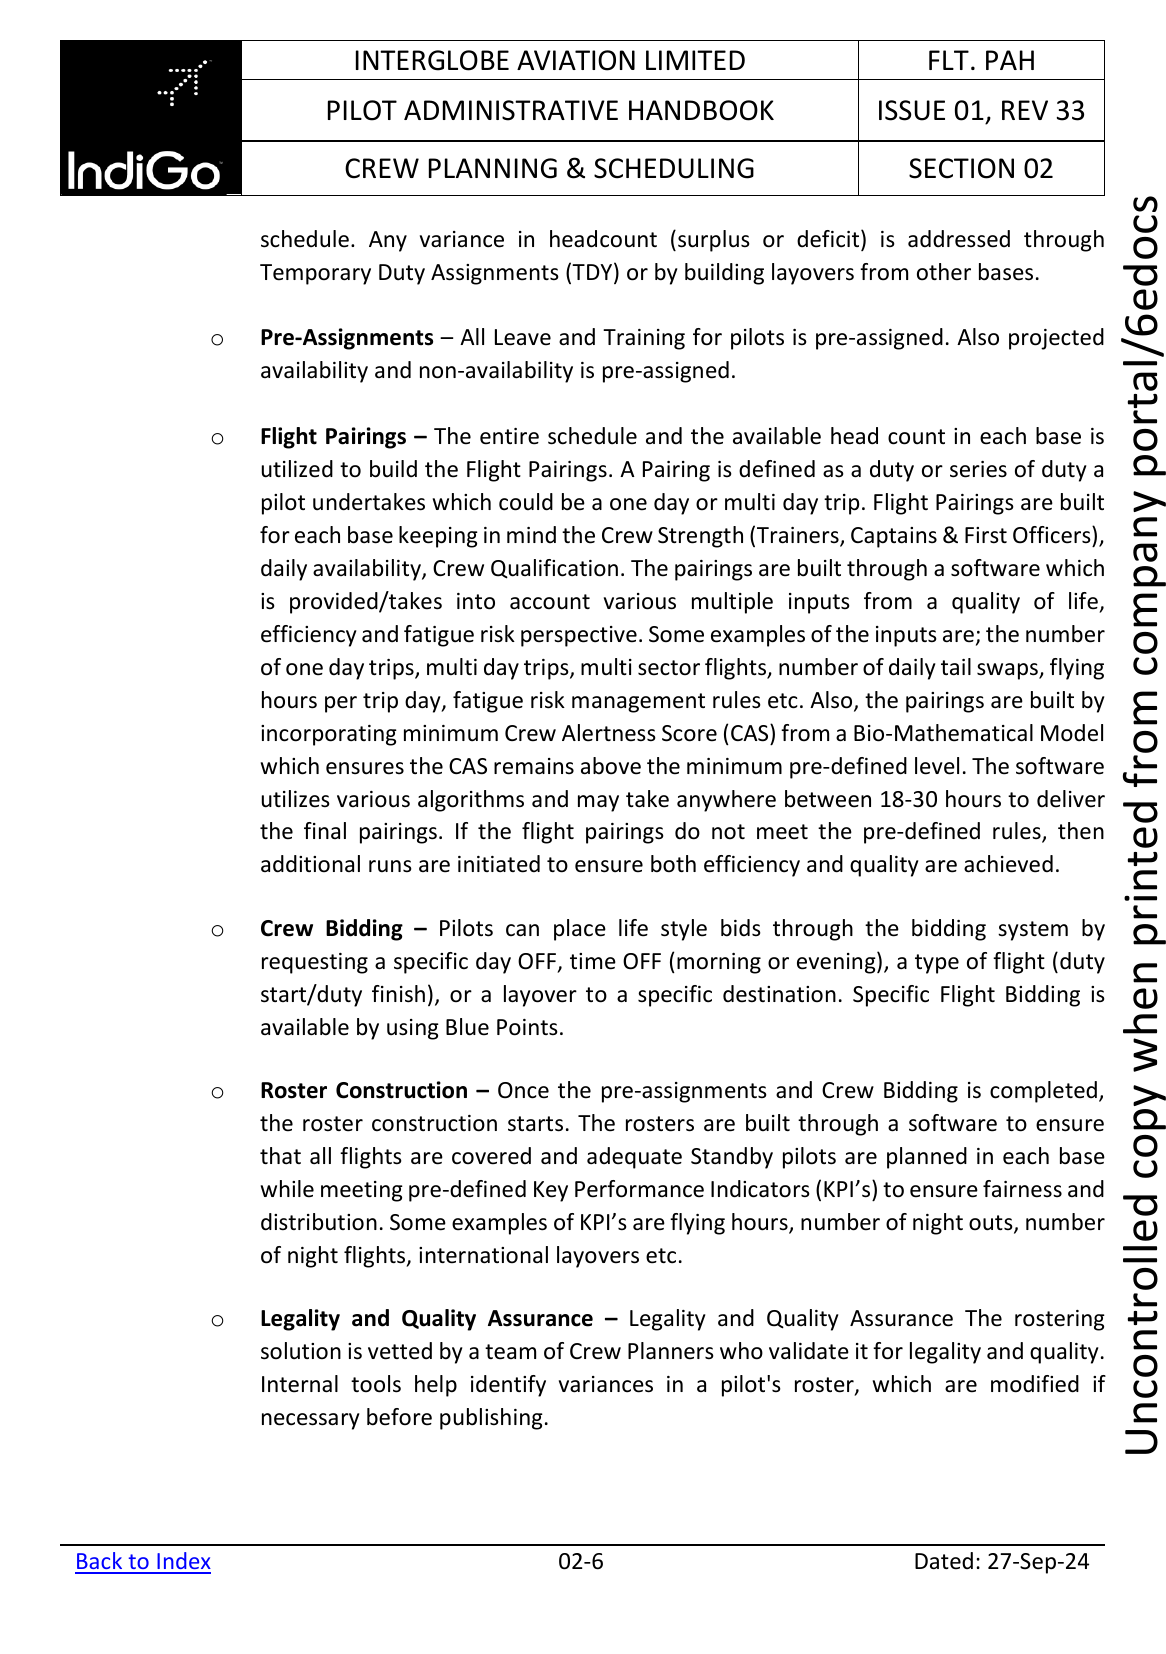 IndiGo
INTERGLOBE AVIATION LIMITED
FLT. PAH
PILOT ADMINISTRATIVE HANDBOOK
ISSUE 01, REV 33
CREW PLANNING & SCHEDULING
SECTION 02
schedule. Any variance in headcount (surplus or deficit) is addressed through
Temporary Duty Assignments (TDY) or by building layovers from other bases.
o Pre-Assignments – All Leave and Training for pilots is pre-assigned. Also projected
availability and non-availability is pre-assigned.
o Flight Pairings – The entire schedule and the available head count in each base is
utilized to build the Flight Pairings. A Pairing is defined as a duty or series of duty a
pilot undertakes which could be a one day or multi day trip. Flight Pairings are built
for each base keeping in mind the Crew Strength (Trainers, Captains & First Officers),
daily availability, Crew Qualification. The pairings are built through a software which
is provided/takes into account various multiple inputs from a quality of life,
efficiency and fatigue risk perspective. Some examples of the inputs are; the number
of one day trips, multi day trips, multi sector flights, number of daily tail swaps, flying
hours per trip day, fatigue risk management rules etc. Also, the pairings are built by
incorporating minimum Crew Alertness Score (CAS) from a Bio-Mathematical Model
which ensures the CAS remains above the minimum pre-defined level. The software
utilizes various algorithms and may take anywhere between 18-30 hours to deliver
the final pairings. If the flight pairings do not meet the pre-defined rules, then
additional runs are initiated to ensure both efficiency and quality are achieved.
o Crew Bidding – Pilots can place life style bids through the bidding system by
requesting a specific day OFF, time OFF (morning or evening), a type of flight (duty
start/duty finish), or a layover to a specific destination. Specific Flight Bidding is
available by using Blue Points.
o Roster Construction – Once the pre-assignments and Crew Bidding is completed,
the roster construction starts. The rosters are built through a software to ensure
that all flights are covered and adequate Standby pilots are planned in each base
while meeting pre-defined Key Performance Indicators (KPI’s) to ensure fairness and
distribution. Some examples of KPI’s are flying hours, number of night outs, number
of night flights, international layovers etc.
o Legality and Quality Assurance – Legality and Quality Assurance The rostering
solution is vetted by a team of Crew Planners who validate it for legality and quality.
Internal tools help identify variances in a pilot's roster, which are modified if
necessary before publishing.
Back to Index
02-6
Dated: 27-Sep-24
Uncontrolled copy when printed from company portal/6edocs